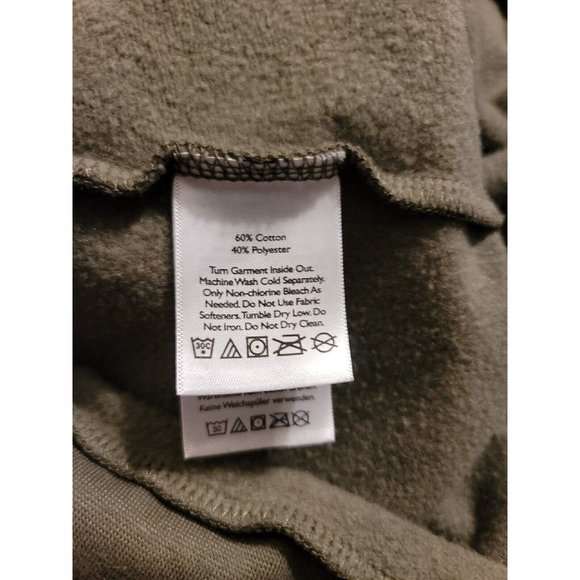 60% Cotton
40% Polyester
Turn Garment Inside Out.
Machine Wash Cold Separately.
Only Non-chlorine Bleach As
Needed. Do Not Use Fabric
Softeners. Tumble Dry Low. Do
Not Iron. Do Not Dry Clean.
30C
Keine Weichspüler verwenden.
30